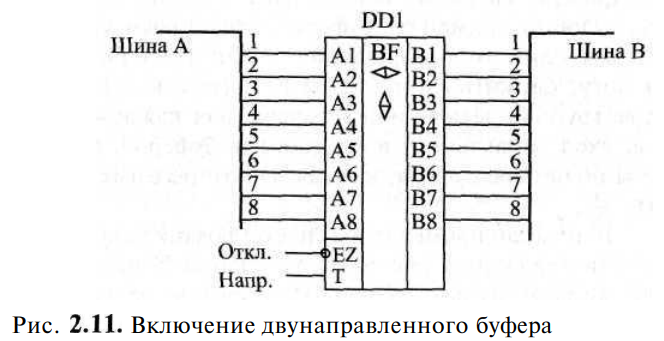 DD1
Шина А
Шина В
1
1
A1
BF
B1
2
2
A2
B2
3
3
A3
B3
4
4
A4
B4
5
5
A5
B5
6
6
A6
B6
7
7
A7
B7
8
8
A8
B8
Откл.
EZ
Напр.
T
Рис. 2.11. Включение двунаправленного буфера